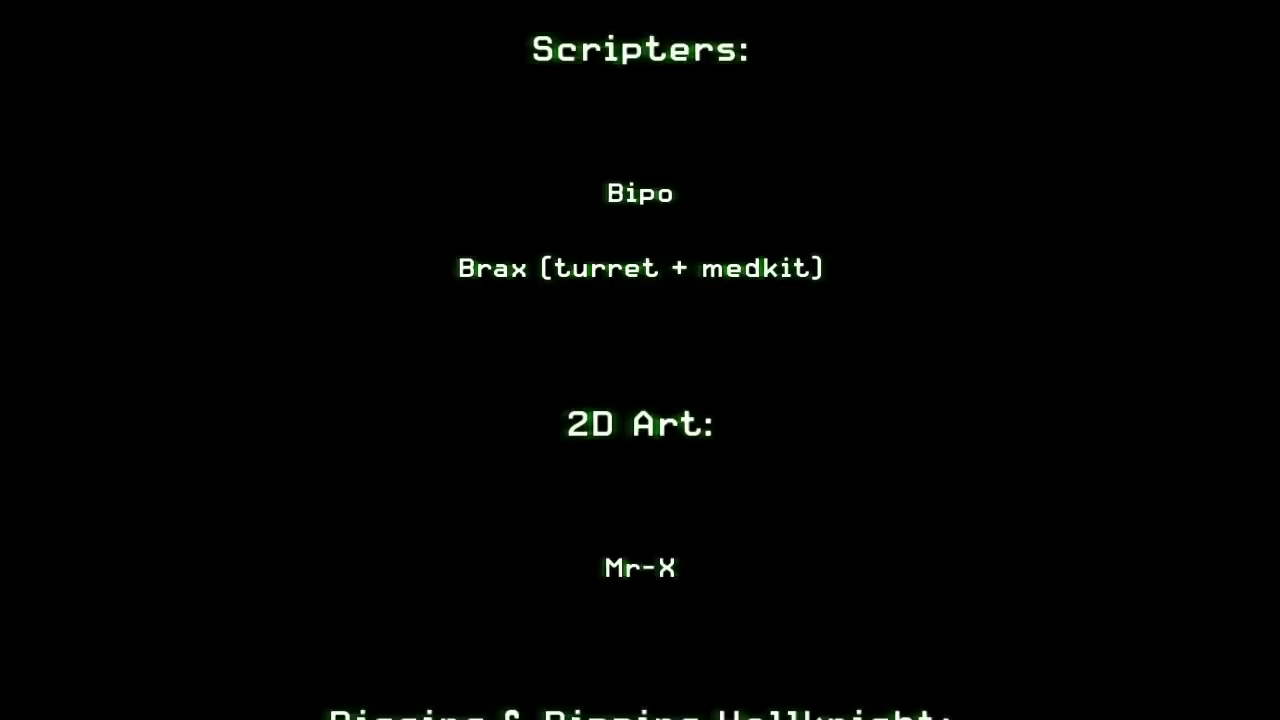 Scripters:
Bipo
Brax (turret + medkit)
2D Art:
Mr-X